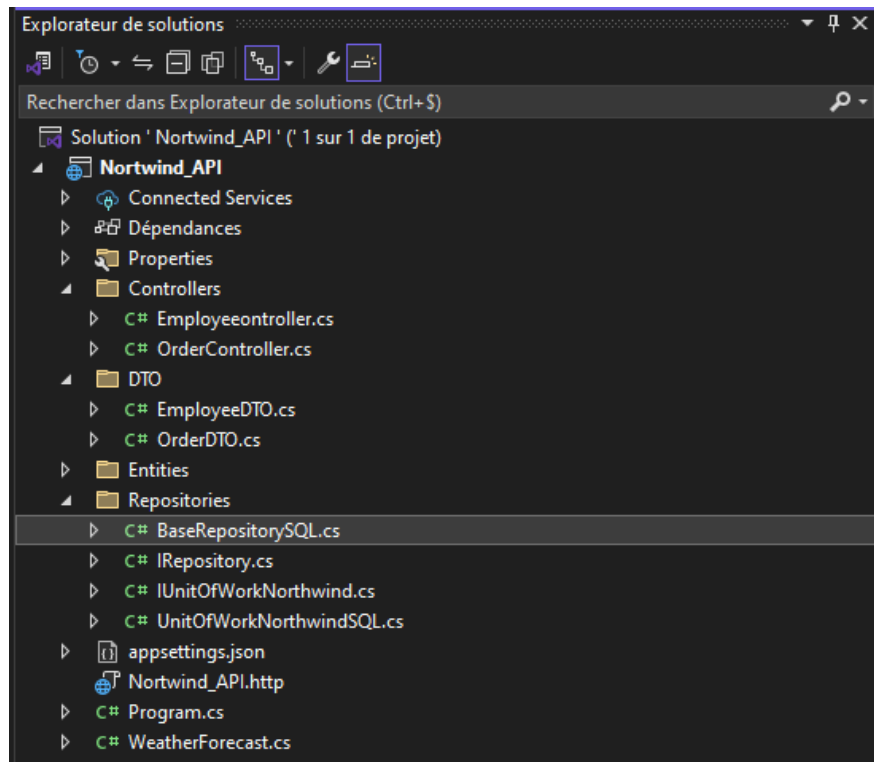 Explorateur de solutions
Rechercher dans Explorateur de solutions (Ctrl+$)
Solution ' Nortwind_API ' (' 1 sur 1 de projet)
Nortwind_API
Connected Services
Dépendances
Properties
Controllers
C# Employeeontroller.cs
C# OrderController.cs
DTO
C# EmployeeDTO.cs
C# OrderDTO.cs
Entities
Repositories
C# BaseRepositorySQL.cs
C# IRepository.cs
C# IUnitOfWorkNorthwind.cs
C# UnitOfWorkNorthwindSQL.cs
appsettings.json
Nortwind_API.http
C# Program.cs
C# WeatherForecast.cs